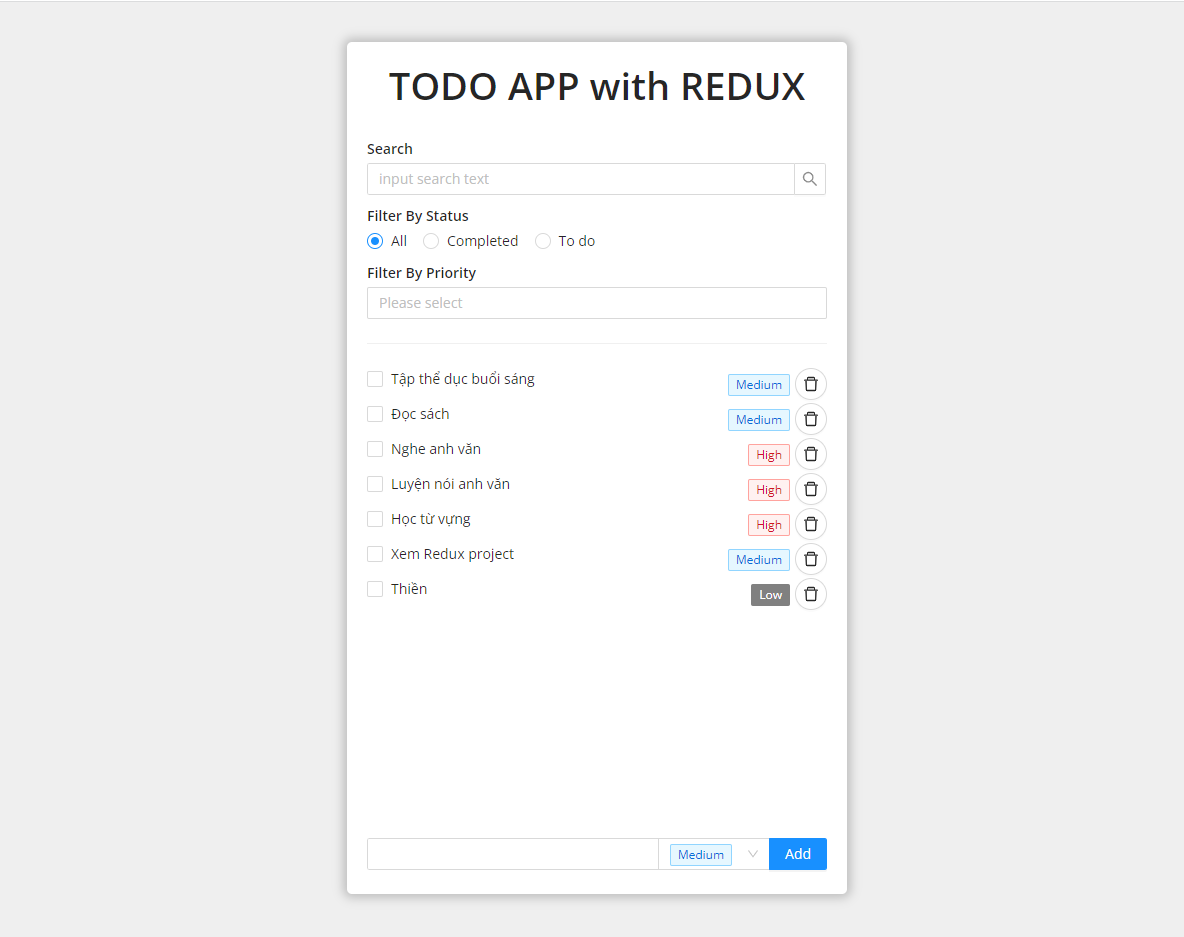 TODO APP with REDUX
Search
input search text
Filter By Status
All Completed To do
Filter By Priority
Please select
Tập thể dục buổi sáng Medium
Đọc sách Medium
Nghe anh văn High
Luyện nói anh văn High
Học từ vựng High
Xem Redux project Medium
Thiền Low
Medium Add